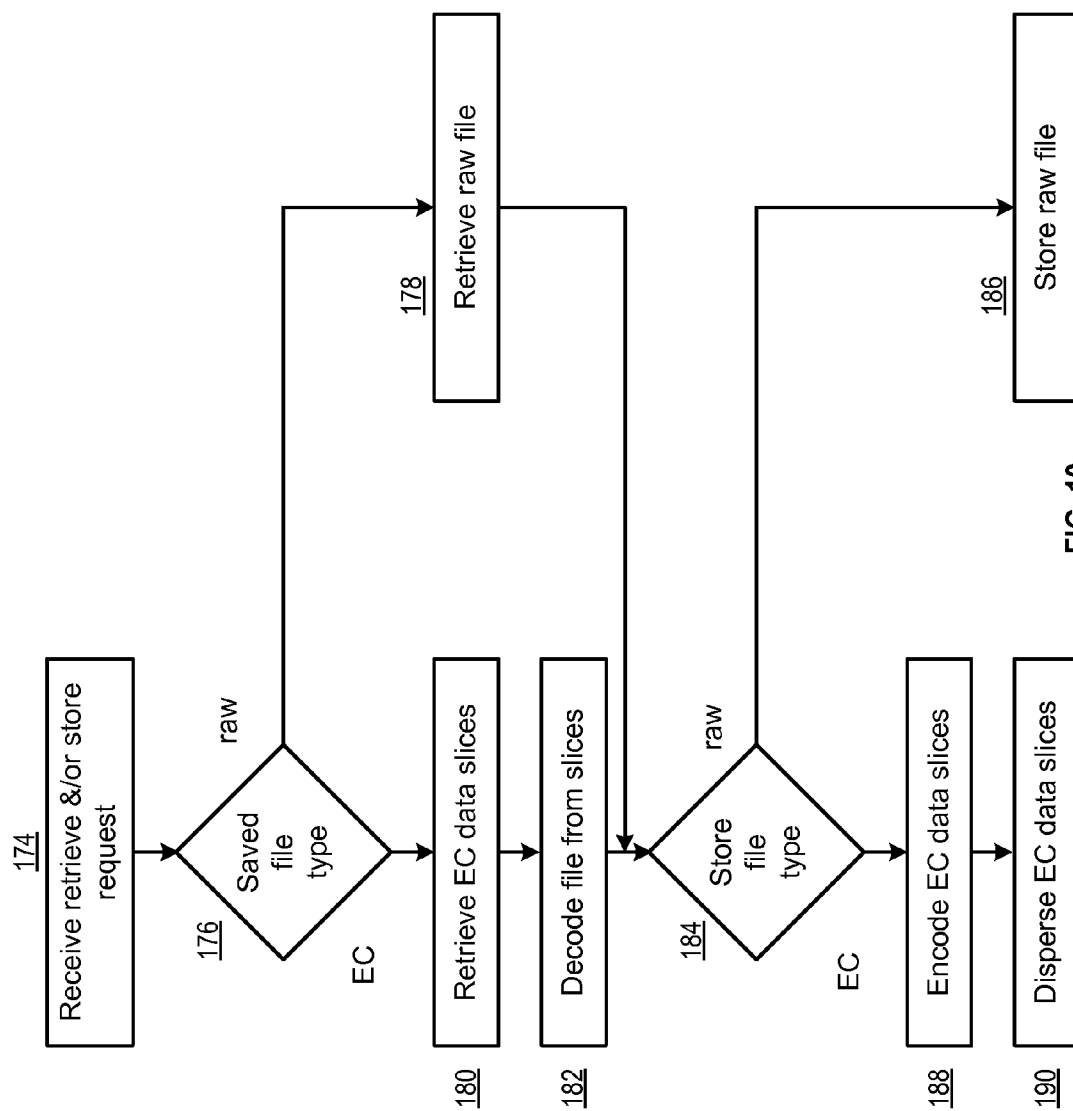 174
Receive retrieve &/or store
request
176
Saved
file
type
raw
EC
178
Retrieve raw file
180
Retrieve EC data slices
182
Decode file from slices
184
Store
file
type
raw
EC
186
Store raw file
188
Encode EC data slices
190
Disperse EC data slices